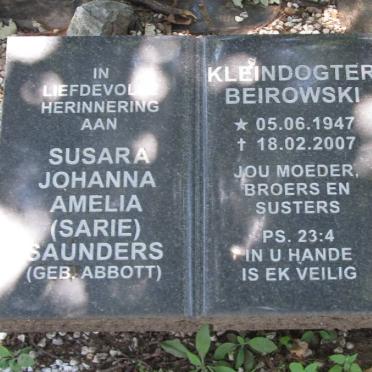 IN
LIEFDEVOLLE
HERINNERING
AAN
SUSARA
JOHANNA
AMELIA
(SARIE)
SAUNDERS
(GEB. ABBOTT)
KLEINDOGTER
BEIROWSKI
★ 05.06.1947
✝ 18.02.2007
JOU MOEDER,
BROERS EN
SUSTERS
PS. 23:4
IN U HANDE
IS EK VEILIG